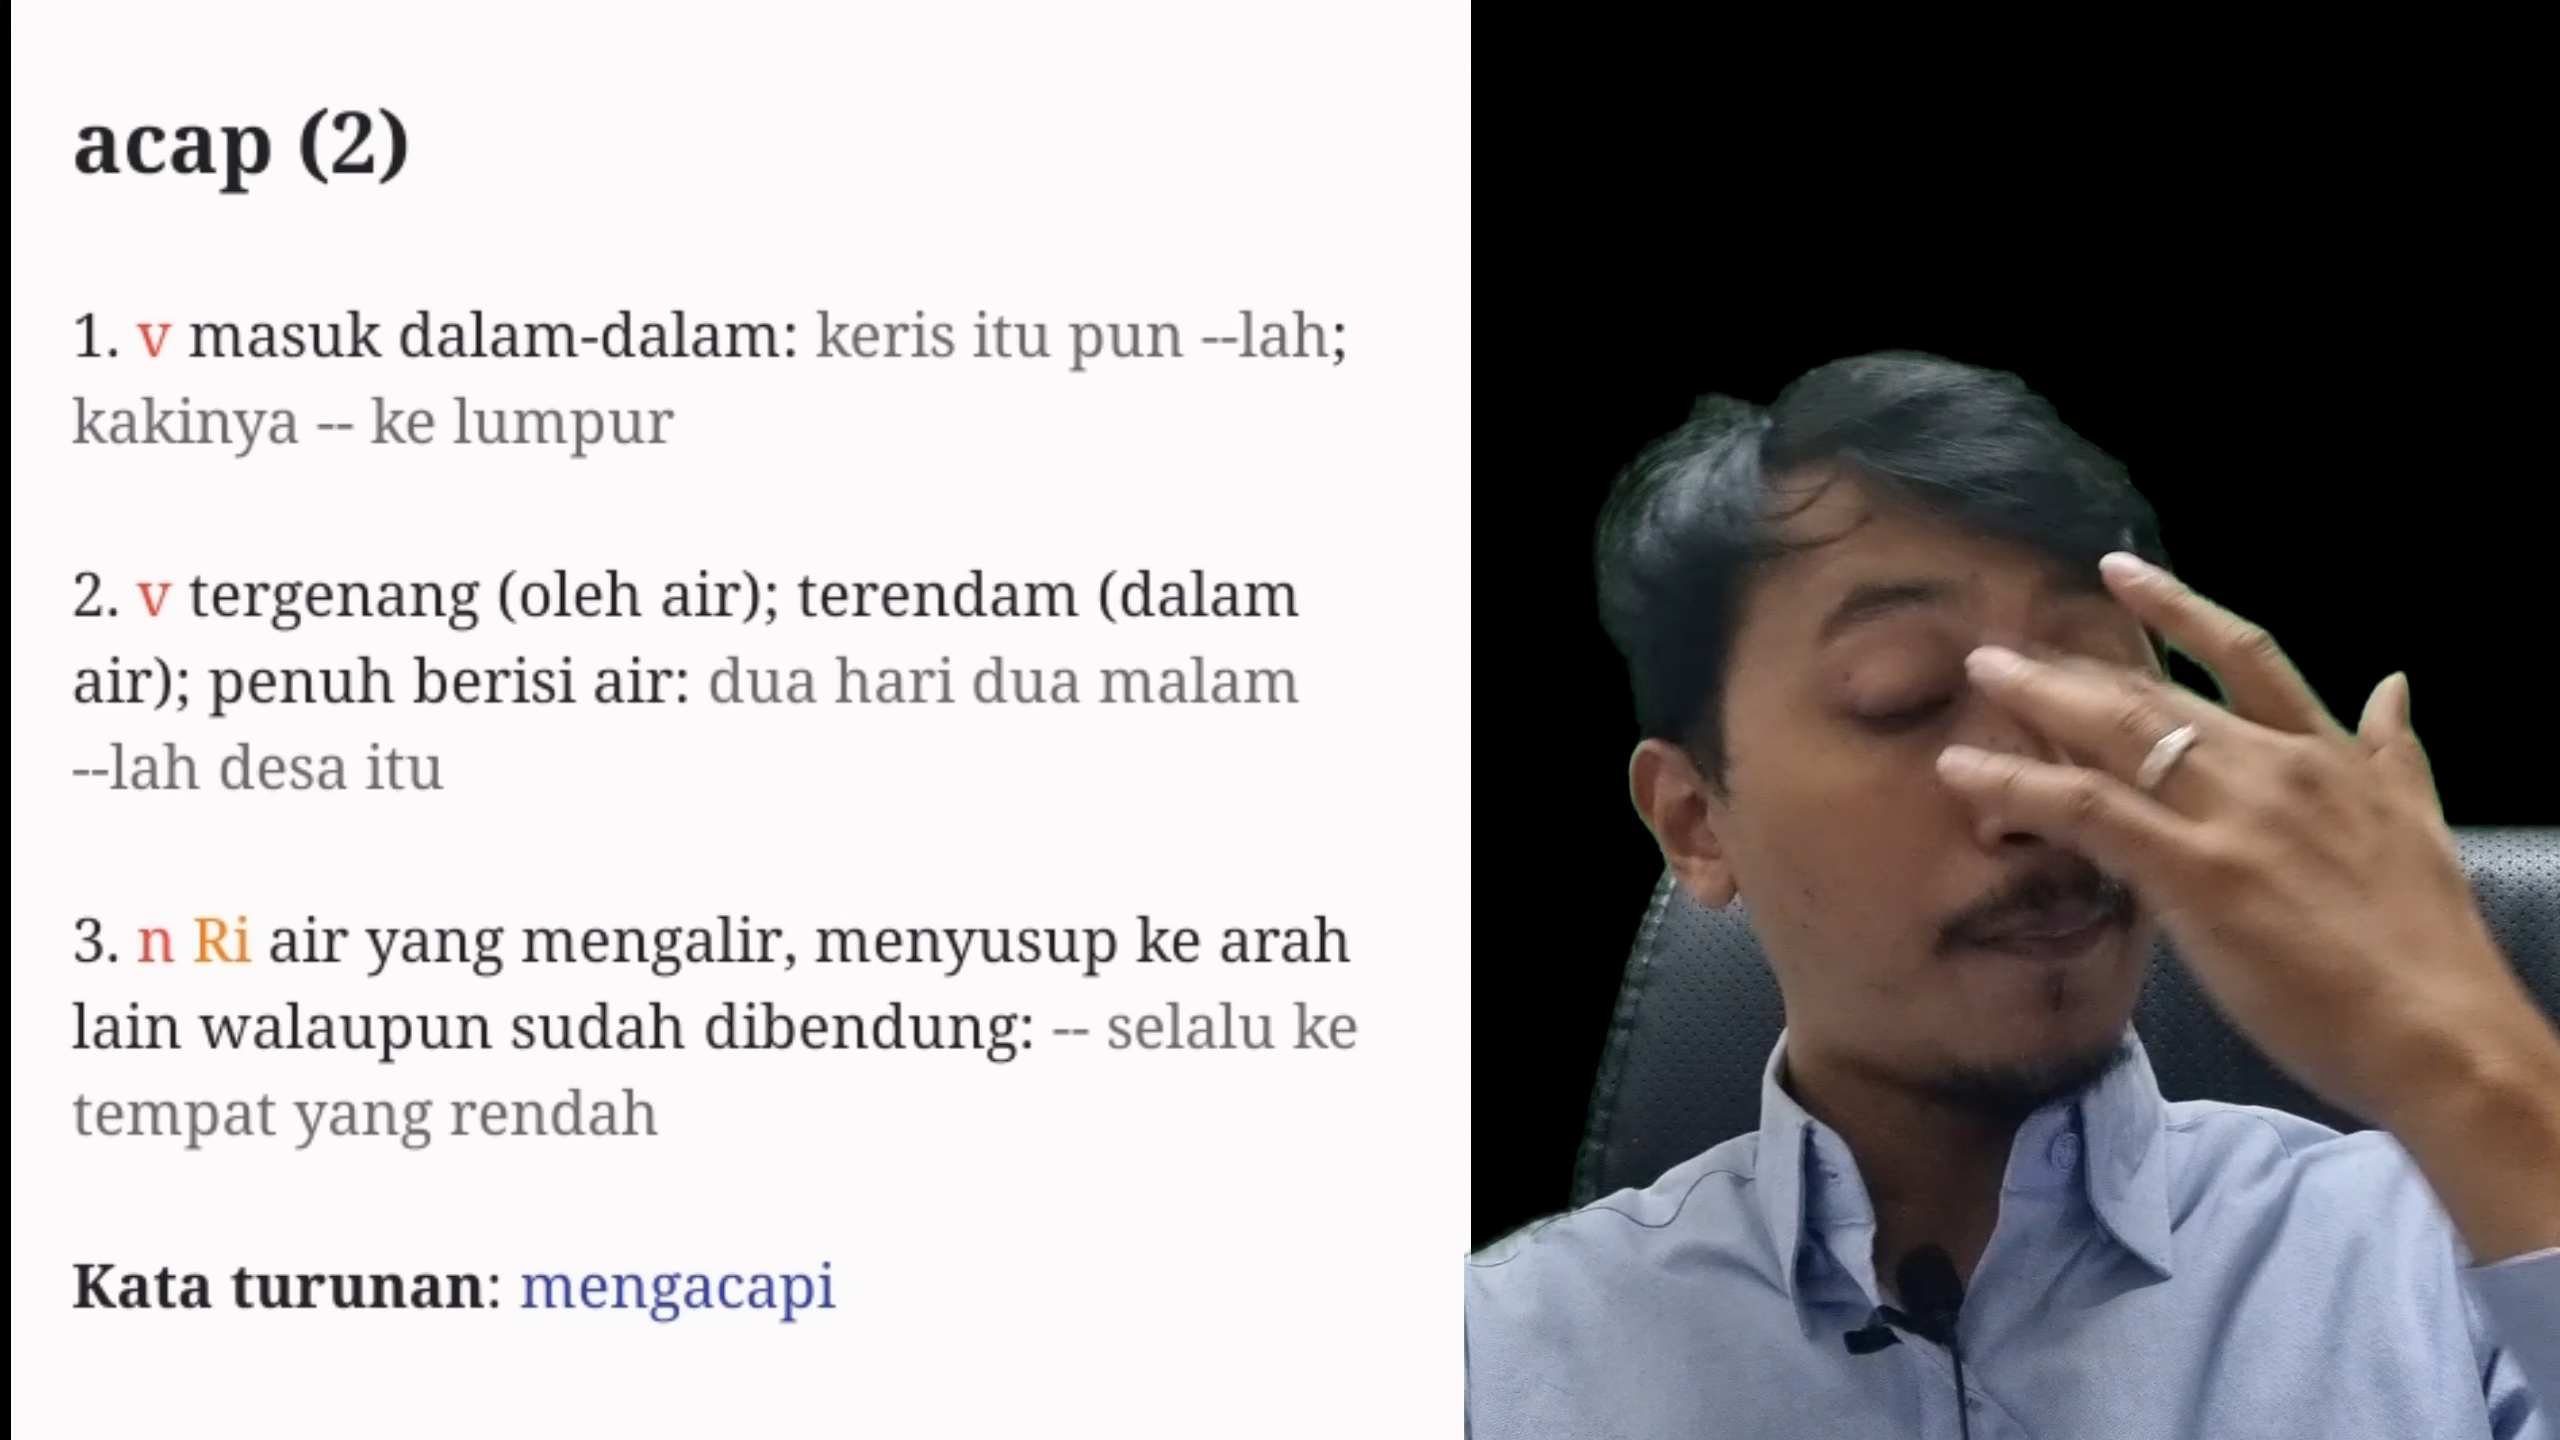 acap (2)
1. v masuk dalam-dalam: keris itu pun --lah;
kakinya -- ke lumpur
2. v tergenang (oleh air); terendam (dalam
air); penuh berisi air: dua hari dua malam
--lah desa itu
3. n Ri air yang mengalir, menyusup ke arah
lain walaupun sudah dibendung: -- selalu ke
tempat yang rendah
Kata turunan: mengacapi